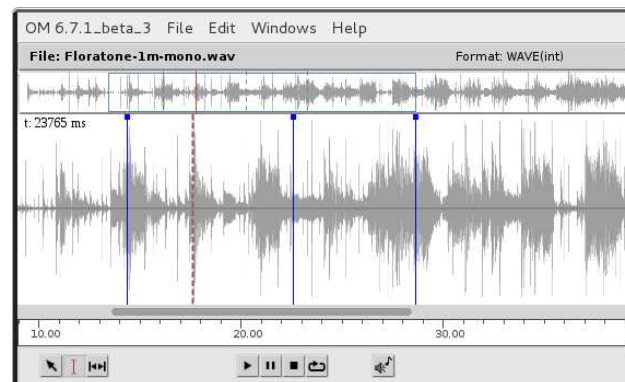 OM 6.7.1_beta_3 File Edit Windows Help
File: Floratone-1m-mono.wav Format: WAVE(int)
t: 23765 ms
10.00 20.00 30.00